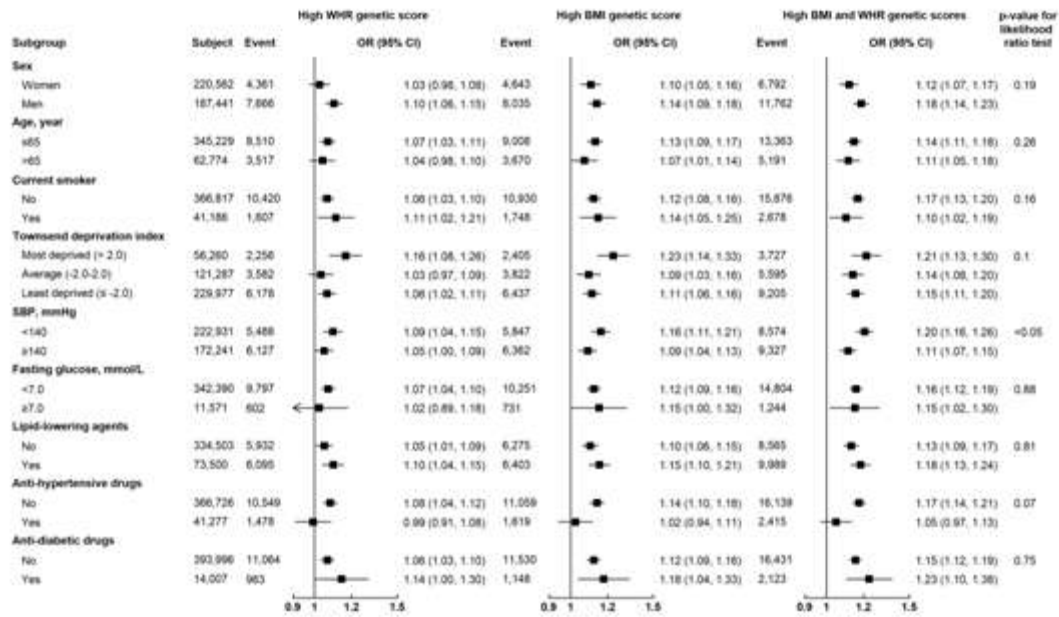 High WHR genetic score High BMI genetic score High BMI and WHR genetic scores p-value for
likelihood
ratio test
Subgroup Subject Event OR (95% CI) Event OR (95% CI) Event OR (95% CI)
Sex
Women 220,562 4,361 1.03 (0.98, 1.08) 4,643 1.10 (1.05, 1.16) 6,792 1.12 (1.07, 1.17) 0.19
Men 187,441 7,666 1.10 (1.06, 1.15) 8,035 1.14 (1.09, 1.18) 11,762 1.18 (1.14, 1.23)
Age, year
≤65 345,229 8,510 1.07 (1.03, 1.11) 9,008 1.13 (1.09, 1.17) 13,363 1.14 (1.11, 1.18) 0.26
>65 62,774 3,517 1.04 (0.98, 1.10) 3,670 1.07 (1.01, 1.14) 5,191 1.11 (1.05, 1.18)
Current smoker
No 366,817 10,420 1.06 (1.03, 1.10) 10,930 1.12 (1.08, 1.16) 15,876 1.17 (1.13, 1.20) 0.16
Yes 41,186 1,607 1.11 (1.02, 1.21) 1,748 1.14 (1.05, 1.25) 2,678 1.10 (1.02, 1.19)
Townsend deprivation index
Most deprived (> 2.0) 56,260 2,256 1.16 (1.08, 1.26) 2,405 1.23 (1.14, 1.33) 3,727 1.21 (1.13, 1.30) 0.1
Average (-2.0-2.0) 121,287 3,582 1.03 (0.97, 1.09) 3,822 1.09 (1.03, 1.16) 5,595 1.14 (1.08, 1.20)
Least deprived (≤ -2.0) 229,977 6,176 1.06 (1.02, 1.11) 6,437 1.11 (1.06, 1.16) 9,205 1.15 (1.11, 1.20)
SBP, mmHg
<140 222,931 5,488 1.09 (1.04, 1.15) 5,847 1.16 (1.11, 1.21) 8,574 1.20 (1.16, 1.26) <0.05
≥140 172,241 6,127 1.05 (1.00, 1.09) 6,362 1.09 (1.04, 1.13) 9,327 1.11 (1.07, 1.15)
Fasting glucose, mmol/L
<7.0 342,390 9,797 1.07 (1.04, 1.10) 10,251 1.12 (1.09, 1.16) 14,804 1.16 (1.12, 1.19) 0.88
≥7.0 11,571 602 1.02 (0.89, 1.18) 731 1.15 (1.00, 1.32) 1,244 1.15 (1.02, 1.30)
Lipid-lowering agents
No 334,503 5,932 1.05 (1.01, 1.09) 6,275 1.10 (1.06, 1.15) 8,565 1.13 (1.09, 1.17) 0.81
Yes 73,500 6,095 1.10 (1.04, 1.15) 6,403 1.15 (1.10, 1.21) 9,989 1.18 (1.13, 1.24)
Anti-hypertensive drugs
No 366,726 10,549 1.08 (1.04, 1.12) 11,059 1.14 (1.10, 1.18) 16,139 1.17 (1.14, 1.21) 0.07
Yes 41,277 1,478 0.99 (0.91, 1.08) 1,619 1.02 (0.94, 1.11) 2,415 1.05 (0.97, 1.13)
Anti-diabetic drugs
No 393,996 11,064 1.06 (1.03, 1.10) 11,530 1.12 (1.09, 1.16) 16,431 1.15 (1.12, 1.19) 0.75
Yes 14,007 963 1.14 (1.00, 1.30) 1,148 1.18 (1.04, 1.33) 2,123 1.23 (1.10, 1.38)
0.9 1 1.2 1.5 0.9 1 1.2 1.5 0.9 1 1.2 1.5